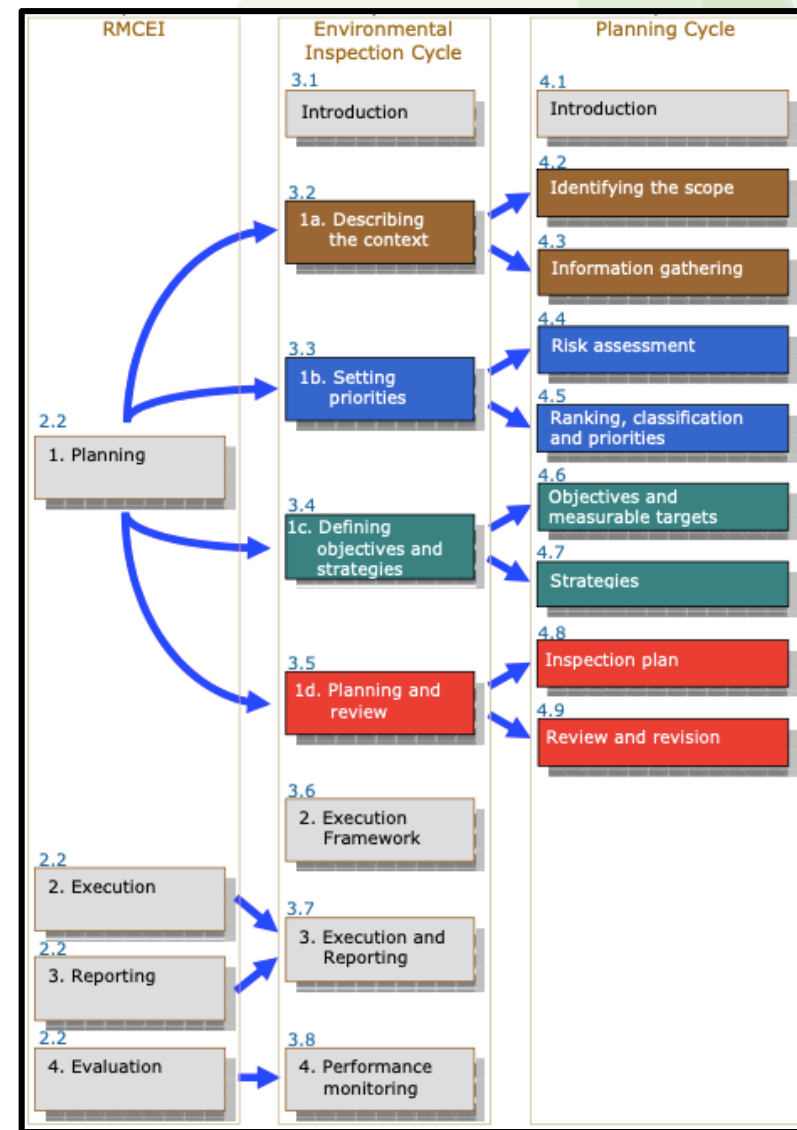 RMCEI
2.2
1. Planning
2.2
2. Execution
2.2
3. Reporting
2.2
4. Evaluation
Environmental
Inspection Cycle
3.1
Introduction
3.2
1a. Describing
the context
3.3
1b. Setting
priorities
3.4
1c. Defining
objectives and
strategies
3.5
1d. Planning and
review
3.6
2. Execution
Framework
3.7
3. Execution and
Reporting
3.8
4. Performance
monitoring
Planning Cycle
4.1
Introduction
4.2
Identifying the scope
4.3
Information gathering
4.4
Risk assessment
4.5
Ranking, classification
and priorities
4.6
Objectives and
measurable targets
4.7
Strategies
4.8
Inspection plan
4.9
Review and revision